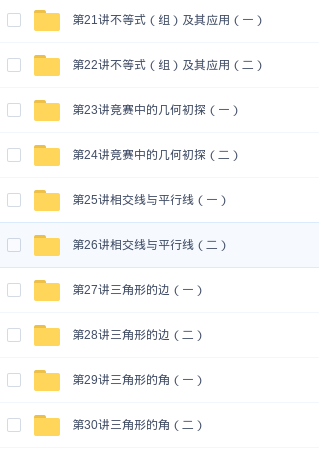 第21讲不等式（组）及其应用（一）
第22讲不等式（组）及其应用（二）
第23讲竞赛中的几何初探（一）
第24讲竞赛中的几何初探（二）
第25讲相交线与平行线（一）
第26讲相交线与平行线（二）
第27讲三角形的边（一）
第28讲三角形的边（二）
第29讲三角形的角（一）
第30讲三角形的角（二）